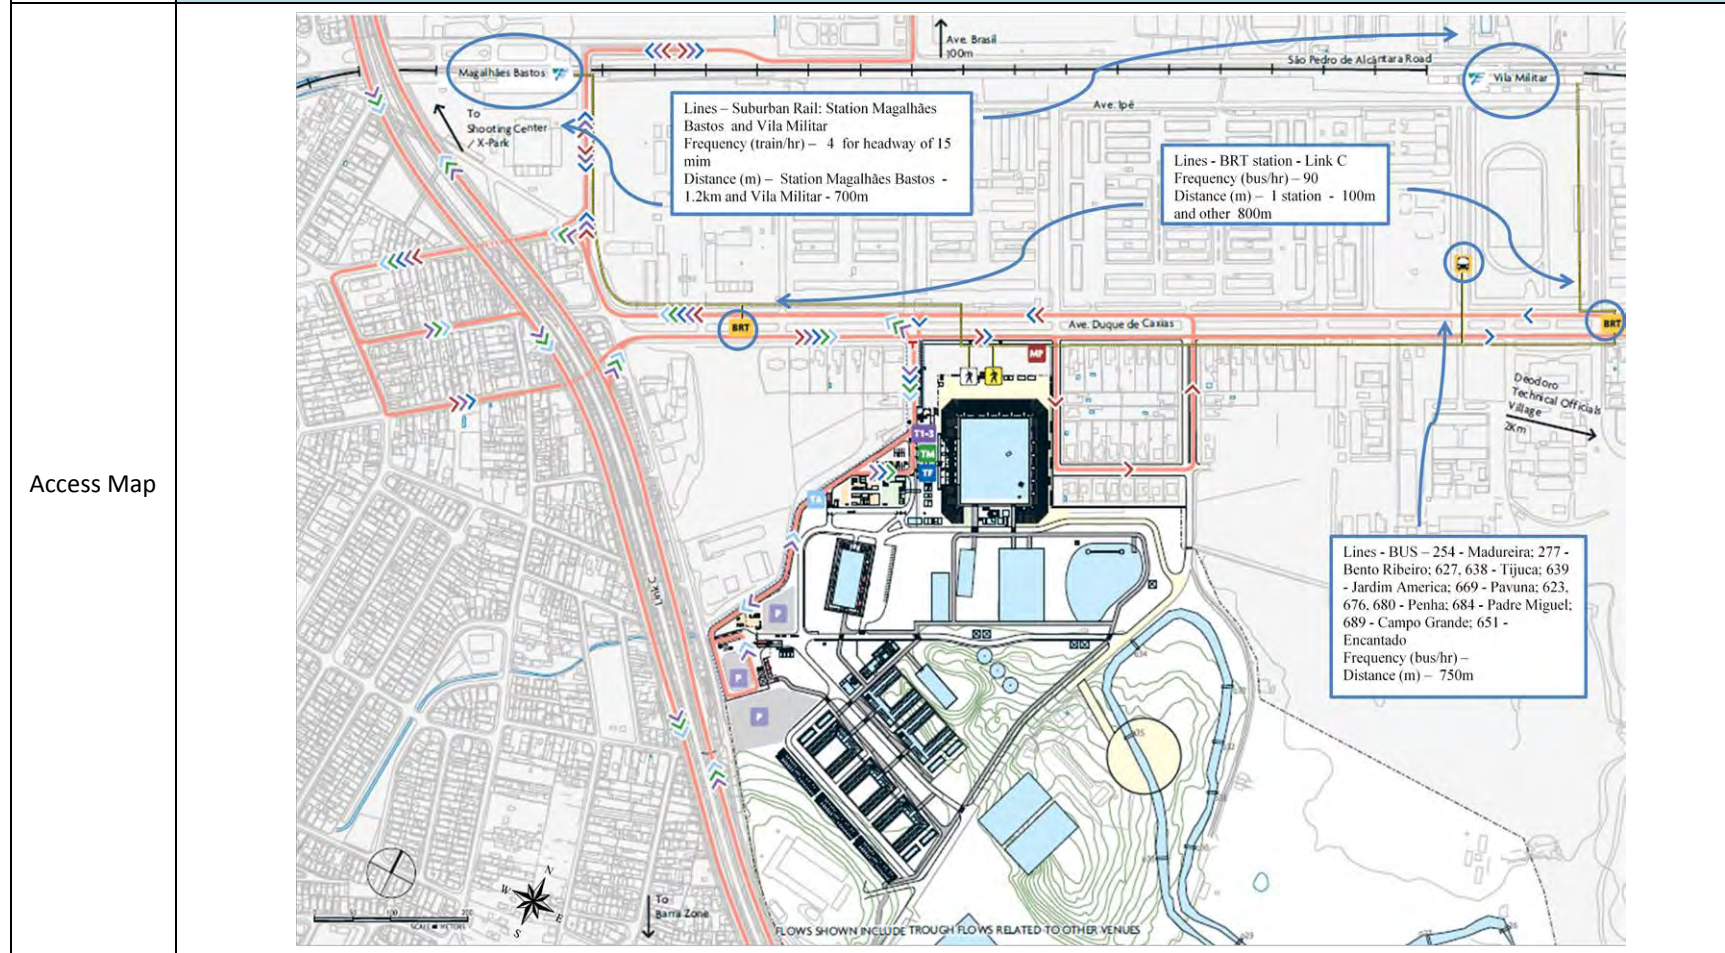 Access Map
Ave. Brasil
100m
São Pedro de Alcântara Road
Magalhães Bastos
Vila Militar
Ave. Ipê
To
Shooting Center
/ X-Park
Lines – Suburban Rail: Station Magalhães
Bastos and Vila Militar
Frequency (train/hr) – 4 for headway of 15
mim
Distance (m) – Station Magalhães Bastos -
1.2km and Vila Militar - 700m
Lines - BRT station - Link C
Frequency (bus/hr) – 90
Distance (m) – 1 station - 100m
and other 800m
BRT
Ave. Duque de Caxias
BRT
MP
Deodoro
Technical Officials
Village
2Km
T1-3
TM
TF
TA
Link C
Lines - BUS – 254 - Madureira; 277 -
Bento Ribeiro; 627, 638 - Tijuca; 639
- Jardim America; 669 - Pavuna; 623,
676, 680 - Penha; 684 - Padre Miguel;
689 - Campo Grande; 651 -
Encantado
Frequency (bus/hr) –
Distance (m) – 750m
P
P
P
N
W
E
S
To
Barra Zone
SCALE METERS
FLOWS SHOWN INCLUDE TROUGH FLOWS RELATED TO OTHER VENUES